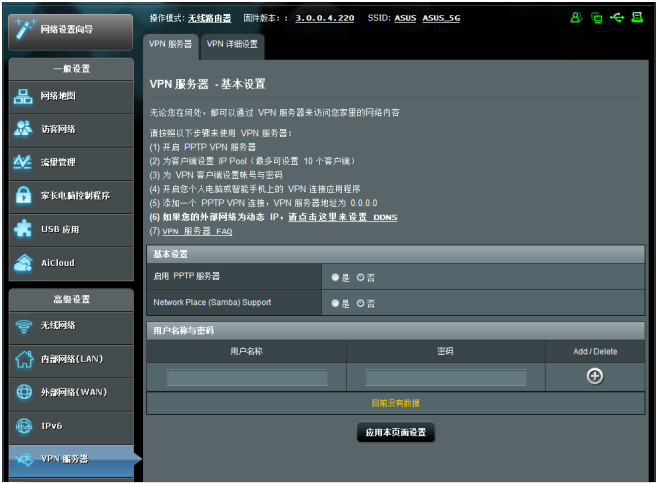 网络设置向导
一般设置
网络地图
访客网络
流量管理
家长电脑控制程序
USB 应用
AiCloud
高级设置
无线网络
内部网络(LAN)
外部网络(WAN)
IPv6
VPN 服务器
操作模式: 无线路由器 固件版本: : 3.0.0.4.220 SSID: ASUS ASUS_5G
VPN 服务器 VPN 详细设置
VPN 服务器 - 基本设置
无论您在何处，都可以通过 VPN 服务器来访问您家里的网络内容
请按照以下步骤来使用 VPN 服务器：
(1) 开启 PPTP VPN 服务器
(2) 为客户端设置 IP Pool（最多可设置 10 个客户端）
(3) 为 VPN 客户端设置帐号与密码
(4) 开启您个人电脑或智能手机上的 VPN 连接应用程序
(5) 添加一个 PPTP VPN 连接，VPN 服务器地址为 0.0.0.0
(6) 如果您的外部网络为动态 IP，请点击这里来设置 DDNS
(7) VPN 服务器 FAQ
基本设置
启用 PPTP 服务器 是 否
Network Place (Samba) Support 是 否
用户名称与密码
用户名称 密码 Add / Delete
目前没有数据
应用本页面设置